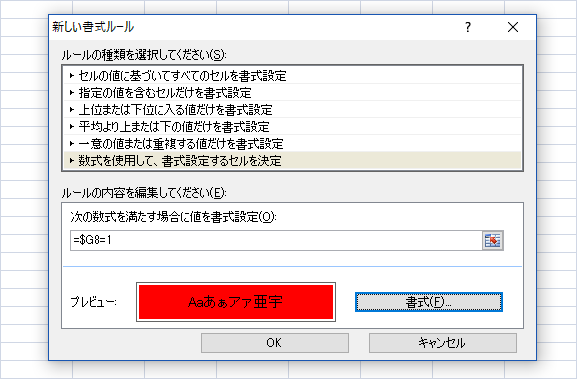 新しい書式ルール
ルールの種類を選択してください(S):
► セルの値に基づいてすべてのセルを書式設定
► 指定の値を含むセルだけを書式設定
► 上位または下位に入る値だけを書式設定
► 平均より上または下の値だけを書式設定
► 一意の値または重複する値だけを書式設定
► 数式を使用して、書式設定するセルを決定
ルールの内容を編集してください(E):
次の数式を満たす場合に値を書式設定(O):
=$G8=1
プレビュー:
Aaあぁアァ亜宇
書式(F)...
OK
キャンセル